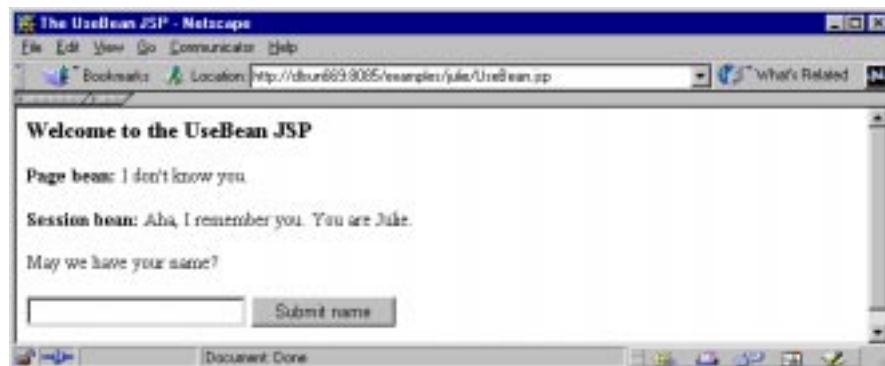 The UseBean JSP - Netscape
File Edit View Go Communicator Help
Bookmarks Location: http://dlsun669:8085/examples/julie/UseBean.jsp What's Related
Welcome to the UseBean JSP
Page bean: I don't know you.
Session bean: Aha, I remember you. You are Julie.
May we have your name?
Submit name
Document: Done